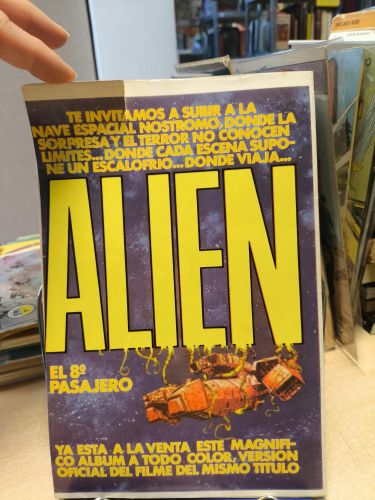 TE INVITAMOS A SUBIR A LA
NAVE ESPACIAL NOSTROMO, DONDE LA
SORPRESA Y EL TERROR NO CONOCEN
LIMITES... DONDE CADA ESCENA SUPO-
NE UN ESCALOFRIO... DONDE VIAJA...
ALIEN
EL 8º
PASAJERO
YA ESTA A LA VENTA ESTE MAGNIFI-
CO ALBUM A TODO COLOR, VERSION
OFICIAL DEL FILME DEL MISMO TITULO